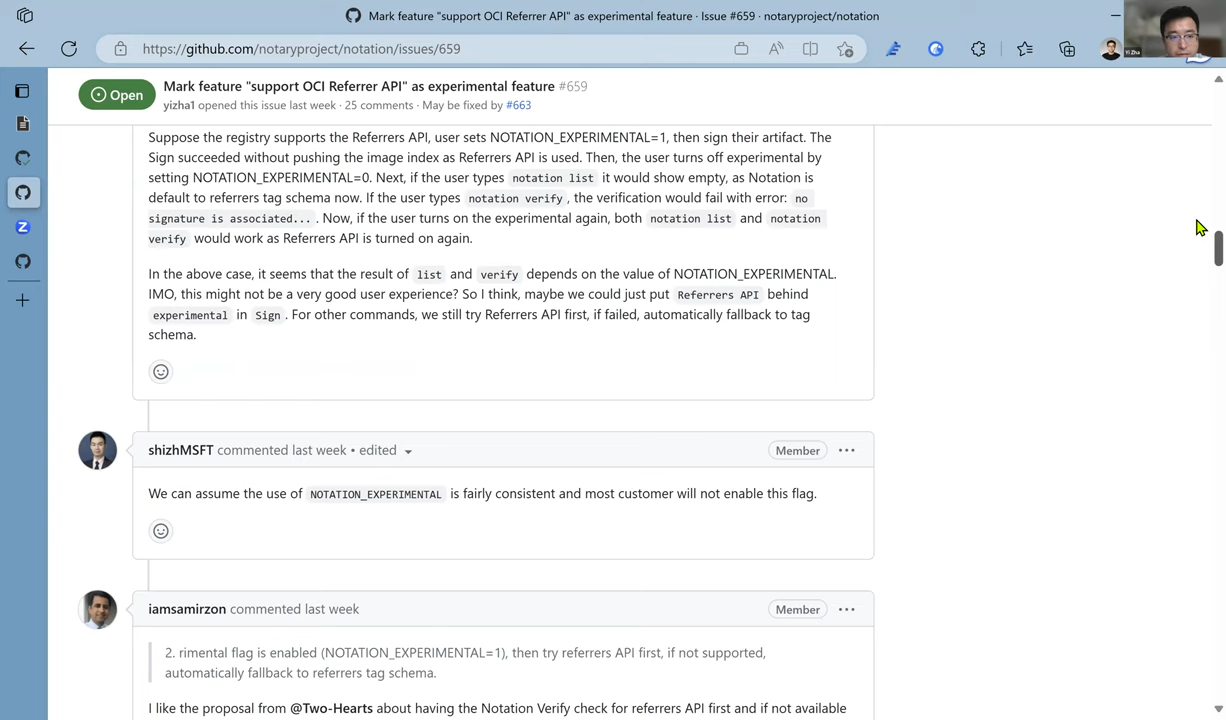 Mark feature "support OCI Referrer API" as experimental feature · Issue #659 · notaryproject/notation
https://github.com/notaryproject/notation/issues/659
Yi Zha
Open
Mark feature "support OCI Referrer API" as experimental feature #659
yizha1 opened this issue last week · 25 comments · May be fixed by #663
Suppose the registry supports the Referrers API, user sets NOTATION_EXPERIMENTAL=1, then sign their artifact. The
Sign succeeded without pushing the image index as Referrers API is used. Then, the user turns off experimental by
setting NOTATION_EXPERIMENTAL=0. Next, if the user types notation list it would show empty, as Notation is
default to referrers tag schema now. If the user types notation verify, the verification would fail with error: no
signature is associated.... Now, if the user turns on the experimental again, both notation list and notation
verify would work as Referrers API is turned on again.
In the above case, it seems that the result of list and verify depends on the value of NOTATION_EXPERIMENTAL.
IMO, this might not be a very good user experience? So I think, maybe we could just put Referrers API behind
experimental in Sign. For other commands, we still try Referrers API first, if failed, automatically fallback to tag
schema.
shizhMSFT commented last week • edited
Member
We can assume the use of NOTATION_EXPERIMENTAL is fairly consistent and most customer will not enable this flag.
iamsamirzon commented last week
Member
2. rimental flag is enabled (NOTATION_EXPERIMENTAL=1), then try referrers API first, if not supported,
automatically fallback to referrers tag schema.
I like the proposal from @Two-Hearts about having the Notation Verify check for referrers API first and if not available